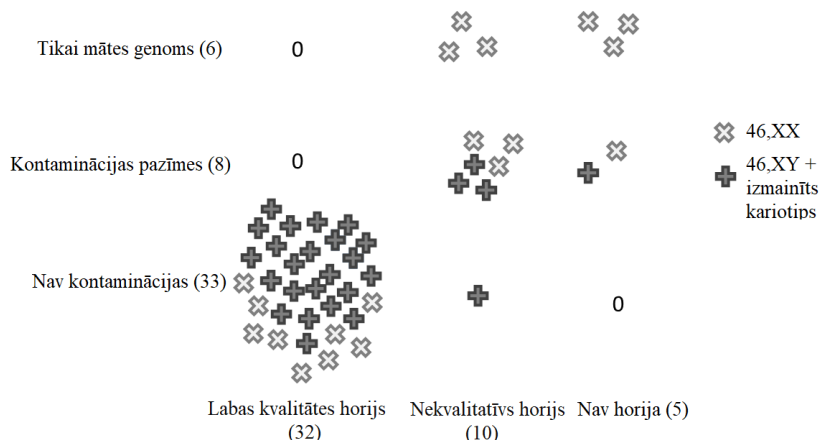 Tikai mātes genoms (6)
0
46,XX
Kontaminācijas pazīmes (8)
0
46,XY +
izmainīts
kariotips
Nav kontaminācijas (33)
0
Labas kvalitātes horijs
(32)
Nekvalitatīvs horijs
(10)
Nav horija (5)